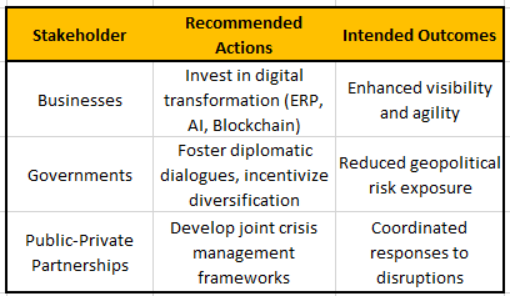 Stakeholder
Recommended
Actions
Intended Outcomes
Businesses
Invest in digital
transformation (ERP,
AI, Blockchain)
Enhanced visibility
and agility
Governments
Foster diplomatic
dialogues, incentivize
diversification
Reduced geopolitical
risk exposure
Public-Private
Partnerships
Develop joint crisis
management
frameworks
Coordinated
responses to
disruptions